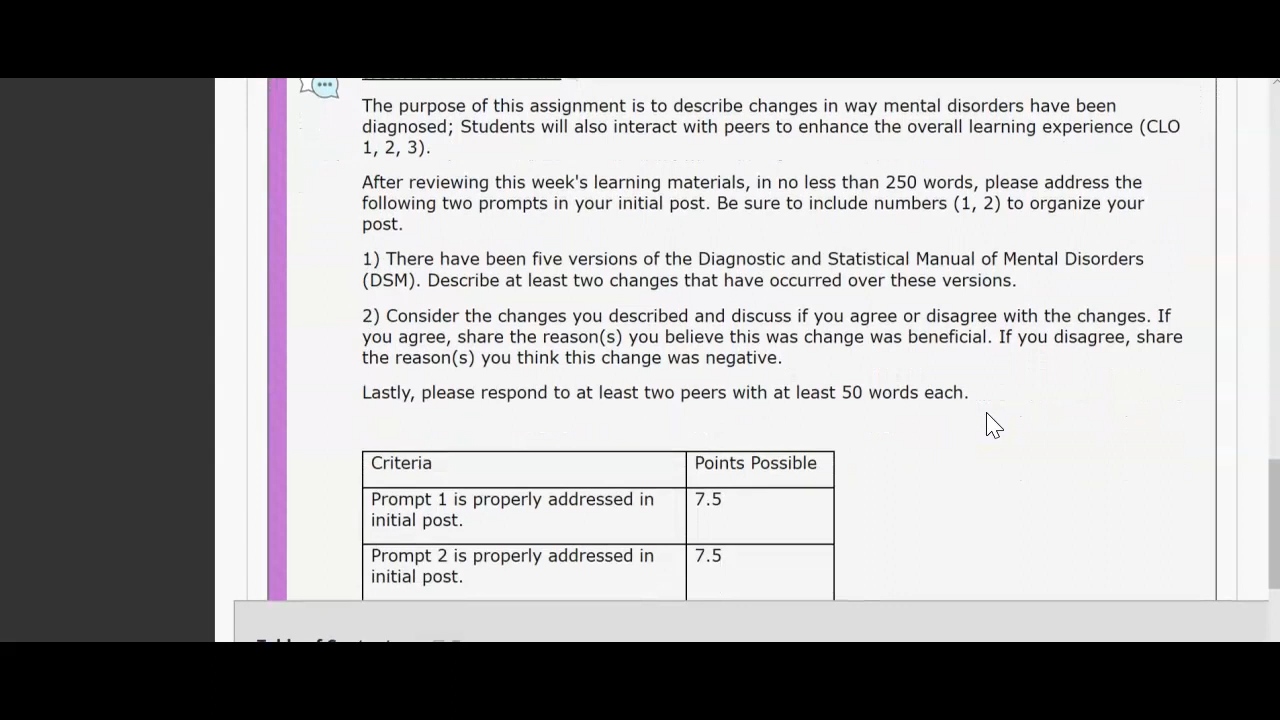 The purpose of this assignment is to describe changes in way mental disorders have been
diagnosed; Students will also interact with peers to enhance the overall learning experience (CLO
1, 2, 3).
After reviewing this week's learning materials, in no less than 250 words, please address the
following two prompts in your initial post. Be sure to include numbers (1, 2) to organize your
post.
1) There have been five versions of the Diagnostic and Statistical Manual of Mental Disorders
(DSM). Describe at least two changes that have occurred over these versions.
2) Consider the changes you described and discuss if you agree or disagree with the changes. If
you agree, share the reason(s) you believe this was change was beneficial. If you disagree, share
the reason(s) you think this change was negative.
Lastly, please respond to at least two peers with at least 50 words each.
Criteria Points Possible
Prompt 1 is properly addressed in 7.5
initial post.
Prompt 2 is properly addressed in 7.5
initial post.